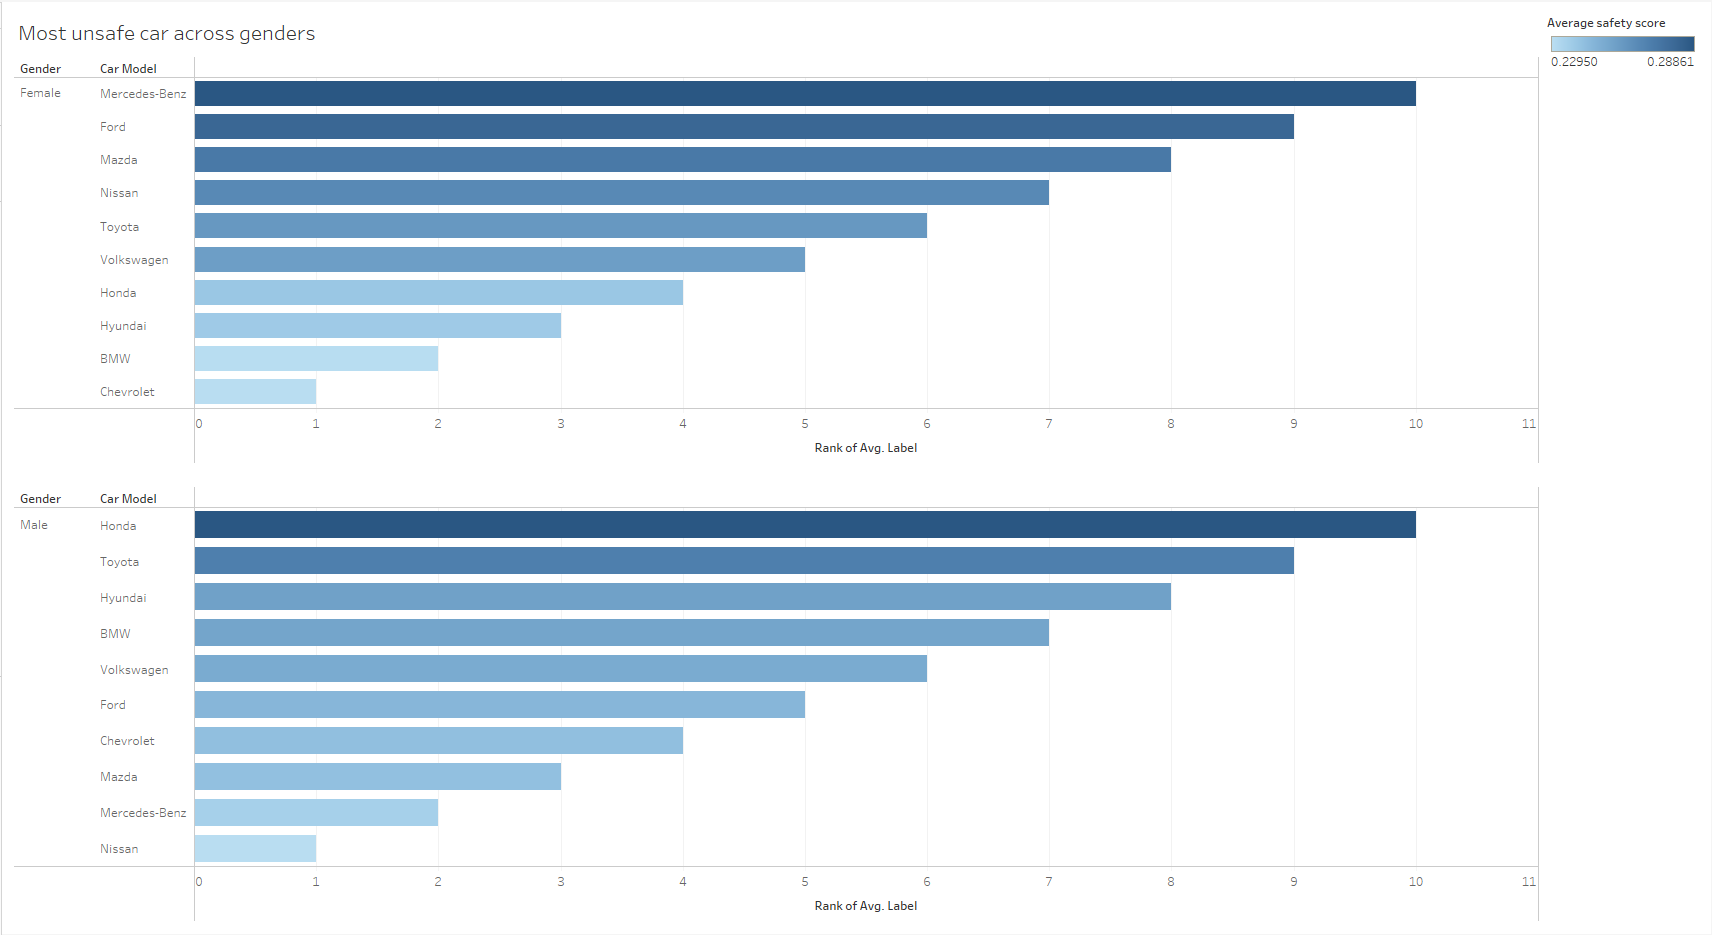 Most unsafe car across genders
Average safety score
0.22950 0.28861
Gender Car Model
Female Mercedes-Benz
Ford
Mazda
Nissan
Toyota
Volkswagen
Honda
Hyundai
BMW
Chevrolet
0 1 2 3 4 5 6 7 8 9 10 11
Rank of Avg. Label
Gender Car Model
Male Honda
Toyota
Hyundai
BMW
Volkswagen
Ford
Chevrolet
Mazda
Mercedes-Benz
Nissan
0 1 2 3 4 5 6 7 8 9 10 11
Rank of Avg. Label